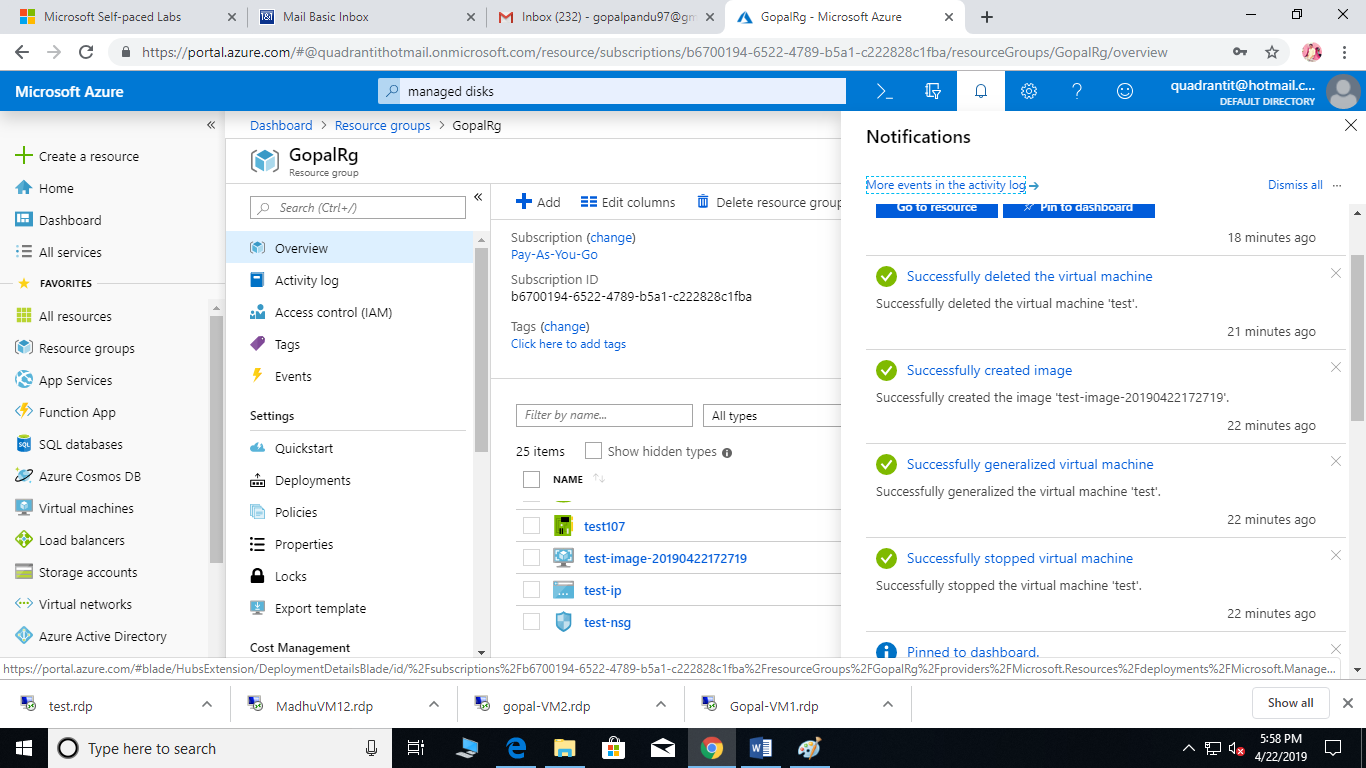 Microsoft Self-paced Labs
Mail Basic Inbox
Inbox (232) - gopalpandu97@gm
GopalRg - Microsoft Azure
https://portal.azure.com/#@quadrantithotmail.onmicrosoft.com/resource/subscriptions/b6700194-6522-4789-b5a1-c222828c1fba/resourceGroups/GopalRg/overview
Microsoft Azure
managed disks
quadrantit@hotmail.c...
DEFAULT DIRECTORY
Create a resource
Home
Dashboard
All services
FAVORITES
All resources
Resource groups
App Services
Function App
SQL databases
Azure Cosmos DB
Virtual machines
Load balancers
Storage accounts
Virtual networks
Azure Active Directory
Dashboard > Resource groups > GopalRg
GopalRg
Resource group
Search (Ctrl+/)
Overview
Activity log
Access control (IAM)
Tags
Events
Settings
Quickstart
Deployments
Policies
Properties
Locks
Export template
Cost Management
Add
Edit columns
Delete resource group
Subscription (change)
Pay-As-You-Go
Subscription ID
b6700194-6522-4789-b5a1-c222828c1fba
Tags (change)
Click here to add tags
Filter by name...
All types
25 items
Show hidden types
NAME
test107
test-image-20190422172719
test-ip
test-nsg
Notifications
More events in the activity log →
Dismiss all ...
Go to resource
Pin to dashboard
18 minutes ago
Successfully deleted the virtual machine
Successfully deleted the virtual machine 'test'.
21 minutes ago
Successfully created image
Successfully created the image 'test-image-20190422172719'.
22 minutes ago
Successfully generalized virtual machine
Successfully generalized the virtual machine 'test'.
22 minutes ago
Successfully stopped virtual machine
Successfully stopped the virtual machine 'test'.
22 minutes ago
Pinned to dashboard.
https://portal.azure.com/#blade/HubsExtension/DeploymentDetailsBlade/id/%2Fsubscriptions%2Fb6700194-6522-4789-b5a1-c222828c1fba%2FresourceGroups%2FGopalRg%2Fproviders%2FMicrosoft.Resources%2Fdeployments%2FMicrosoft.Manage...
test.rdp
MadhuVM12.rdp
gopal-VM2.rdp
Gopal-VM1.rdp
Show all
Type here to search
5:58 PM
4/22/2019